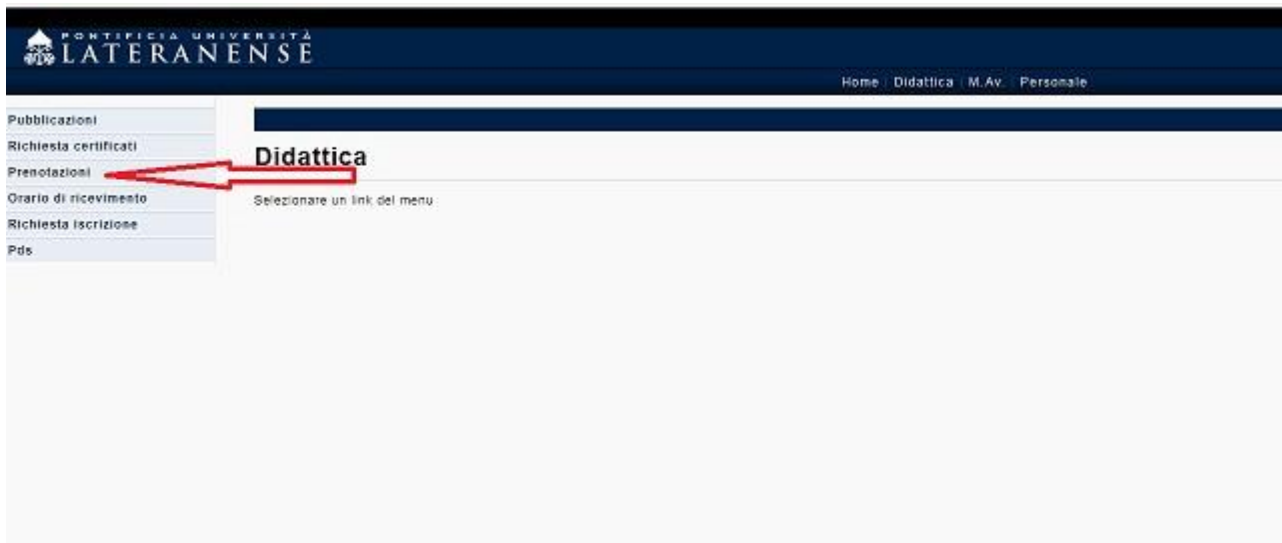 PONTIFICIA UNIVERSITÀ
LATERANENSE
Home Didattica M.Av. Personale
Pubblicazioni
Richiesta certificati
Prenotazioni
Orario di ricevimento
Richiesta iscrizione
Pds
Didattica
Selezionare un link del menu